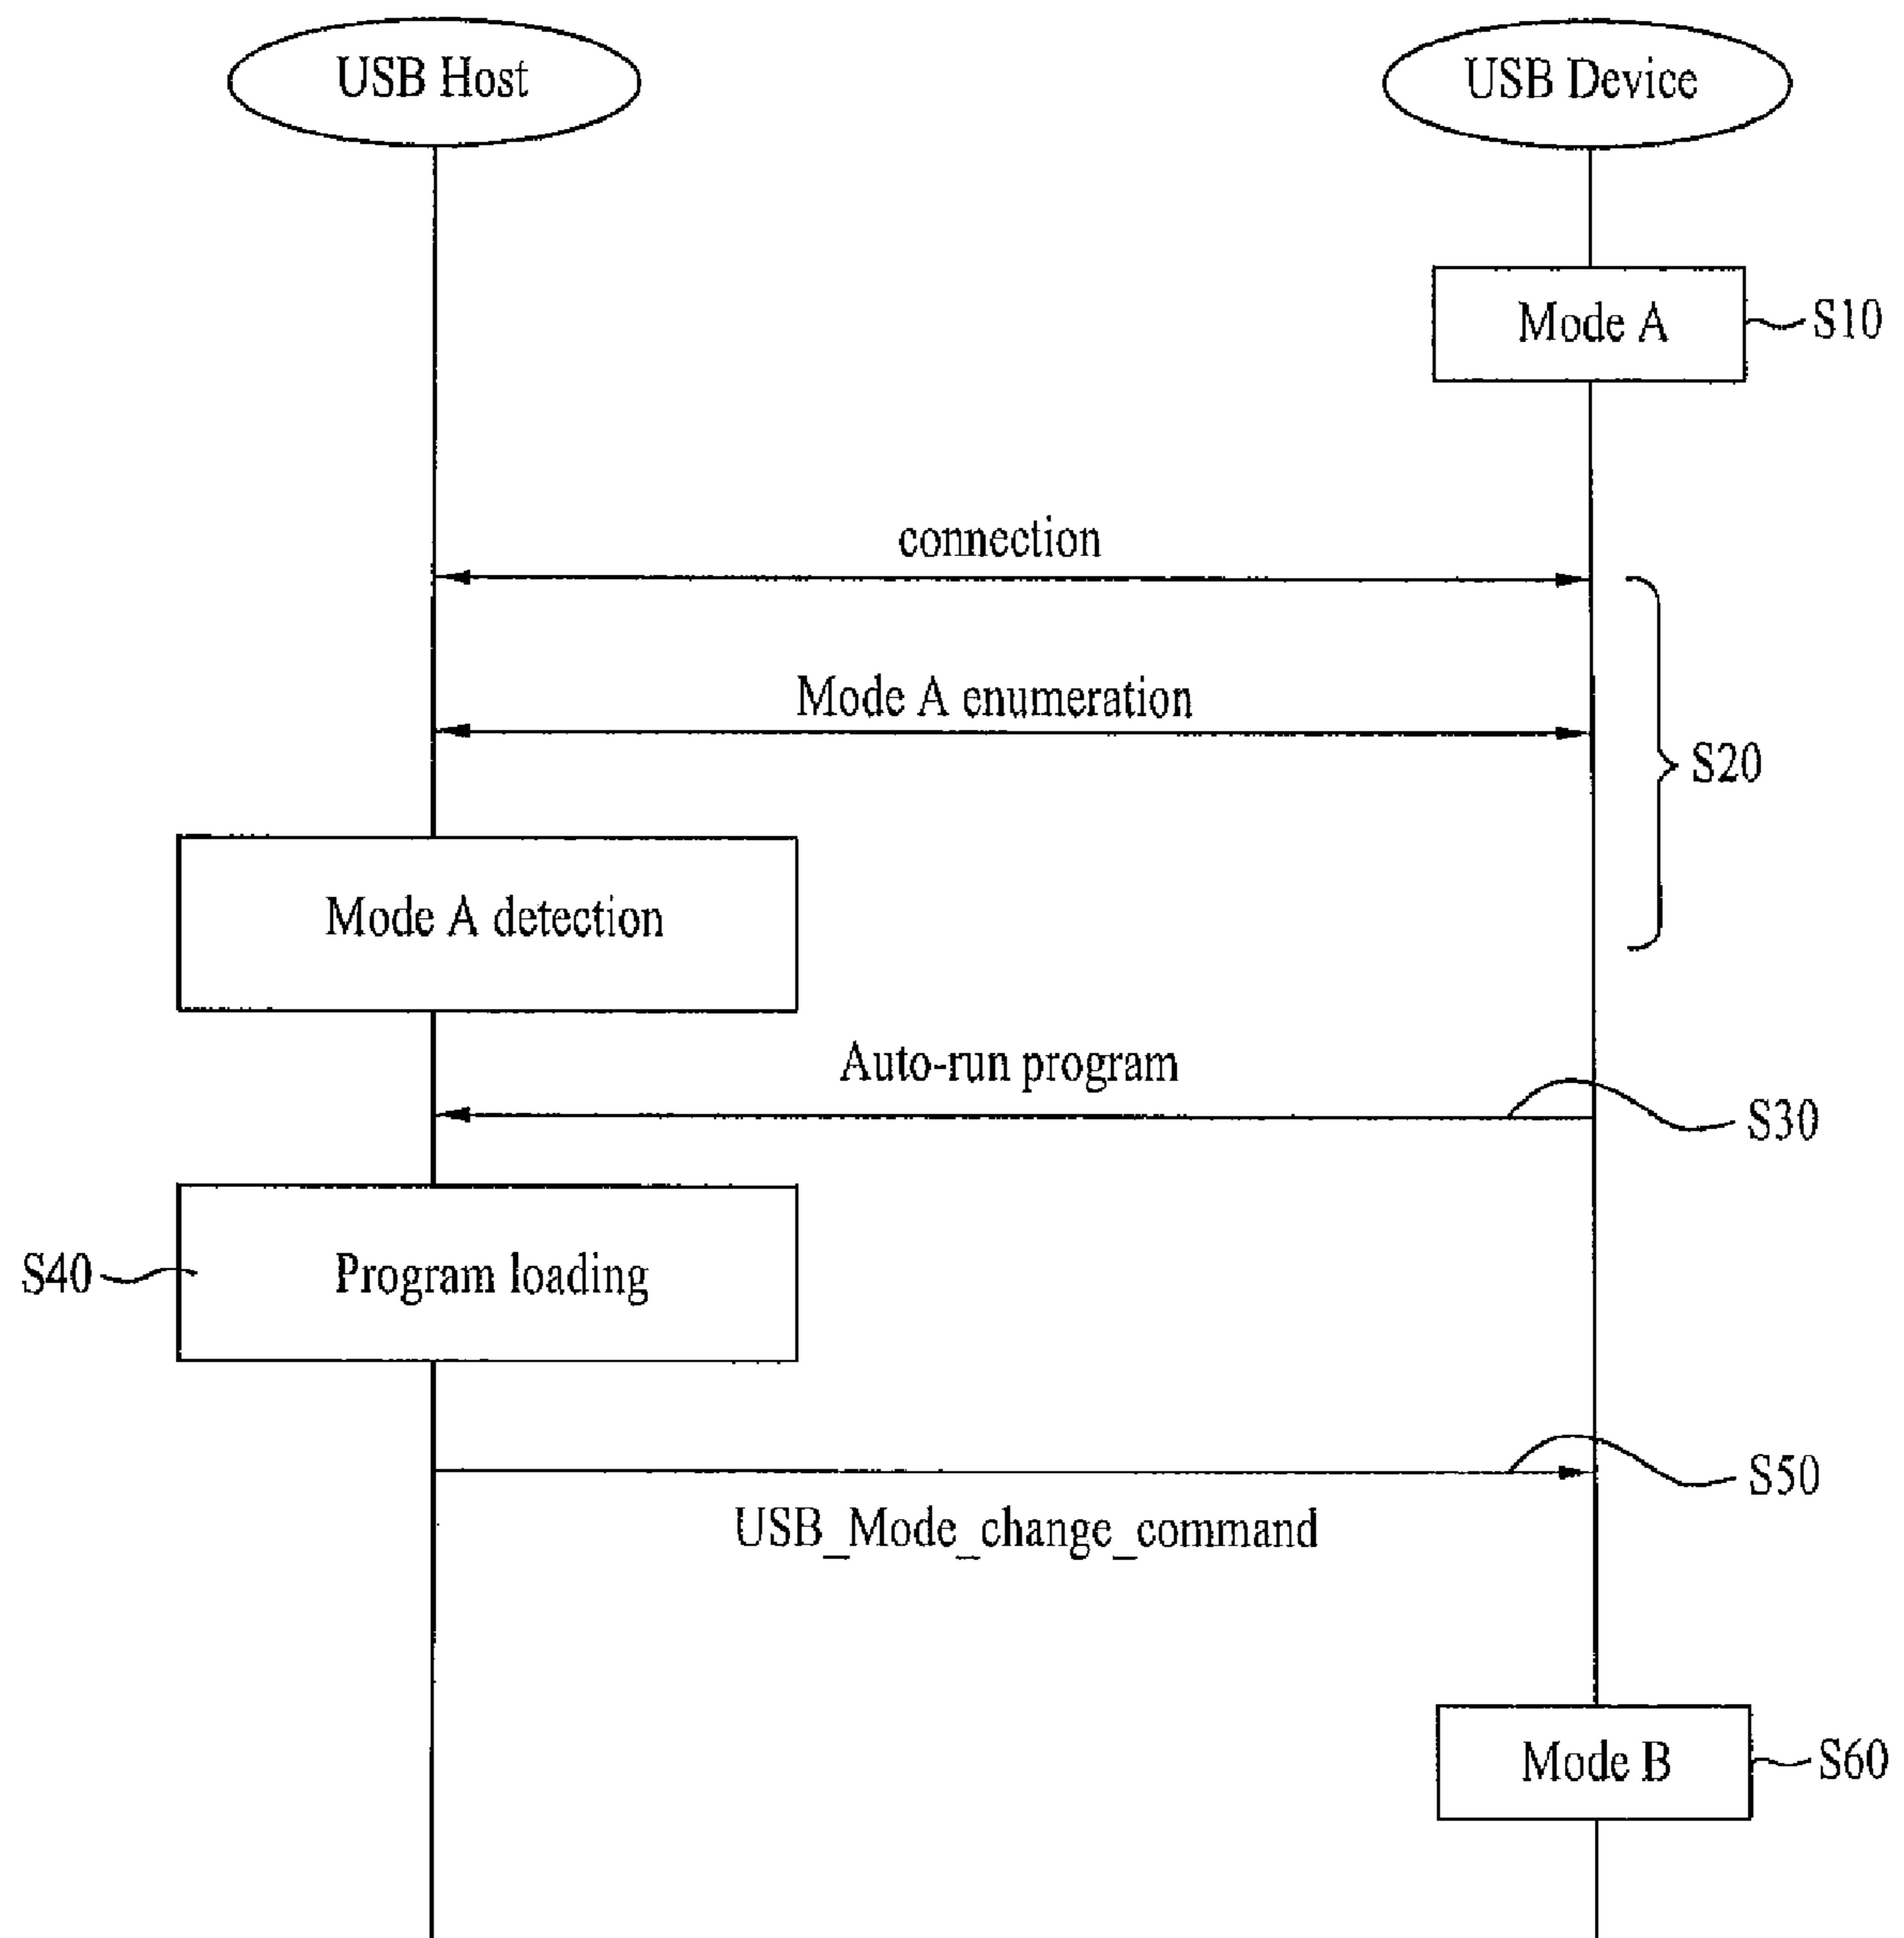 USB Host
USB Device
Mode A
S10
connection
Mode A enumeration
S20
Mode A detection
Auto-run program
S30
S40
Program loading
S50
USB_Mode_change_command
Mode B
S60